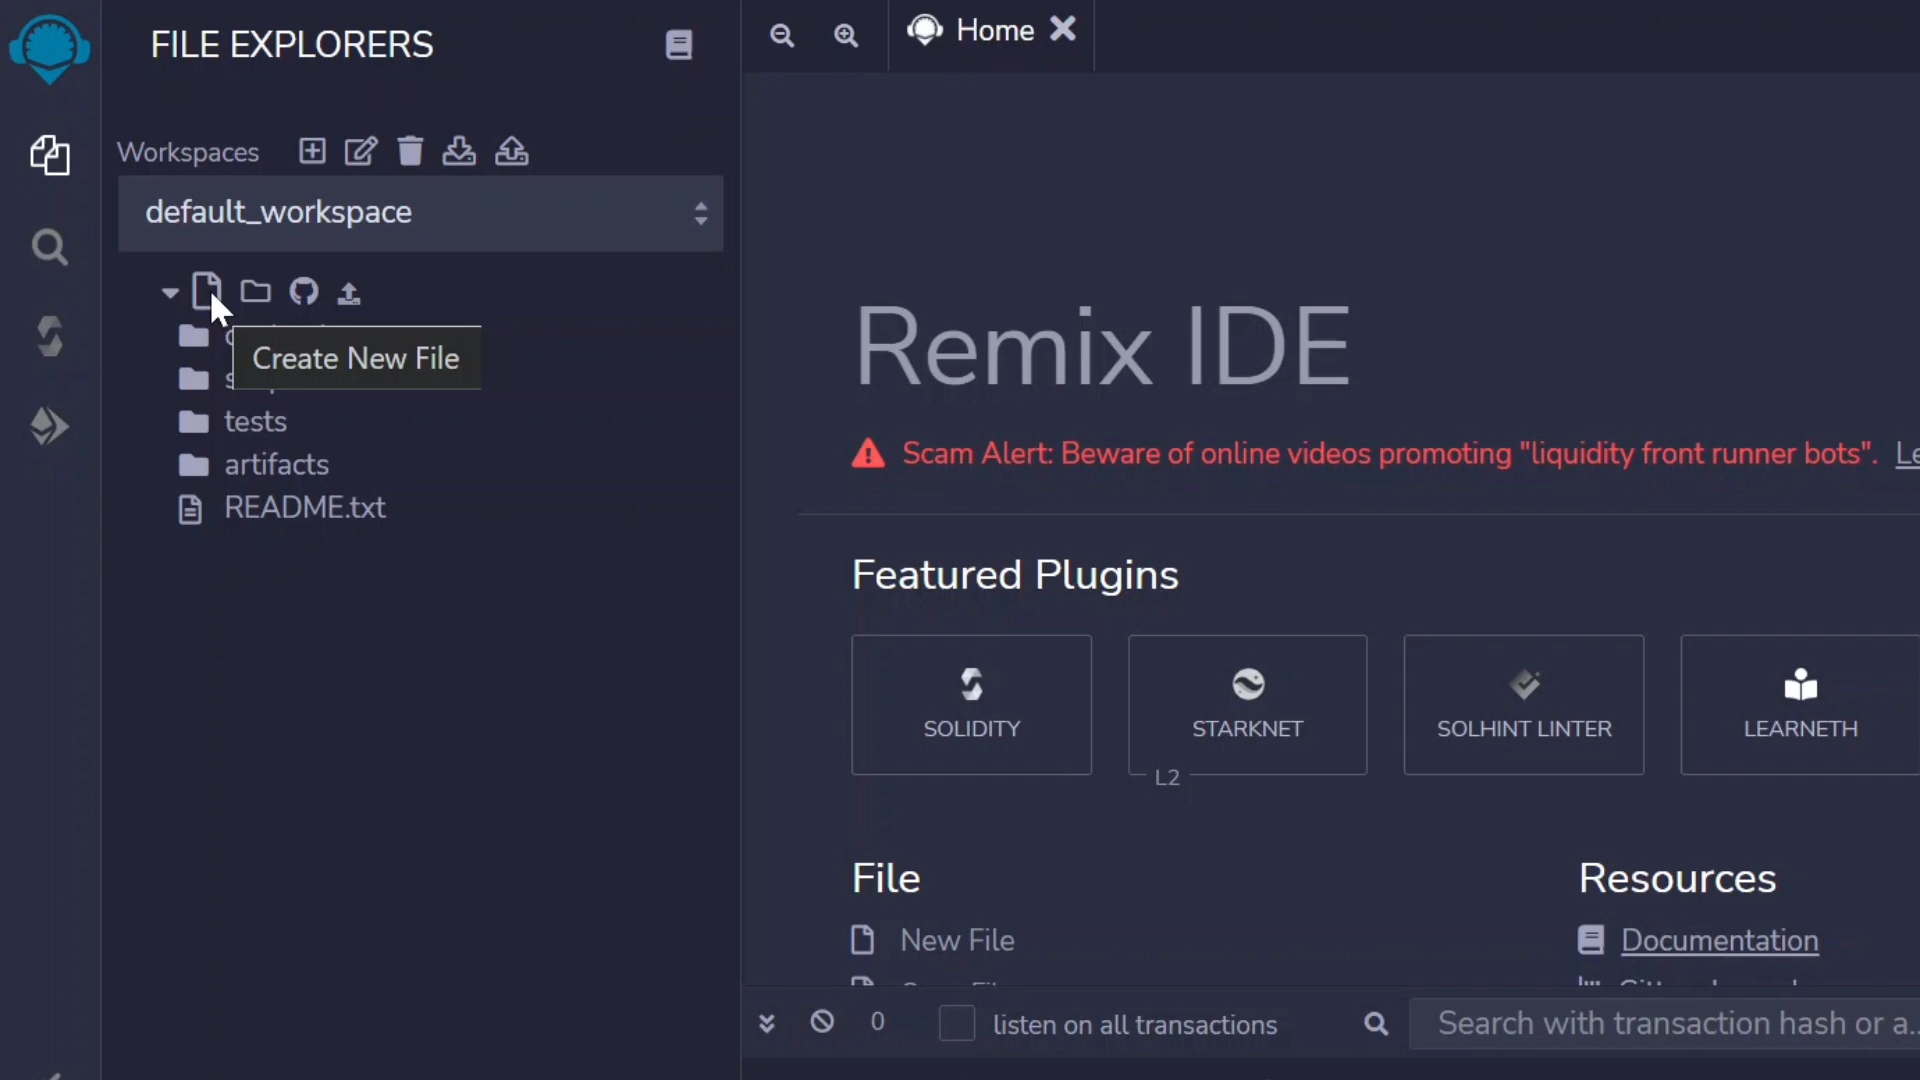 FILE EXPLORERS
Home
Workspaces
default_workspace
Create New File
tests
artifacts
README.txt
Remix IDE
Scam Alert: Beware of online videos promoting "liquidity front runner bots". Le
Featured Plugins
SOLIDITY
STARKNET
L2
SOLHINT LINTER
LEARNETH
File
Resources
New File
Documentation
0
listen on all transactions
Search with transaction hash or a...